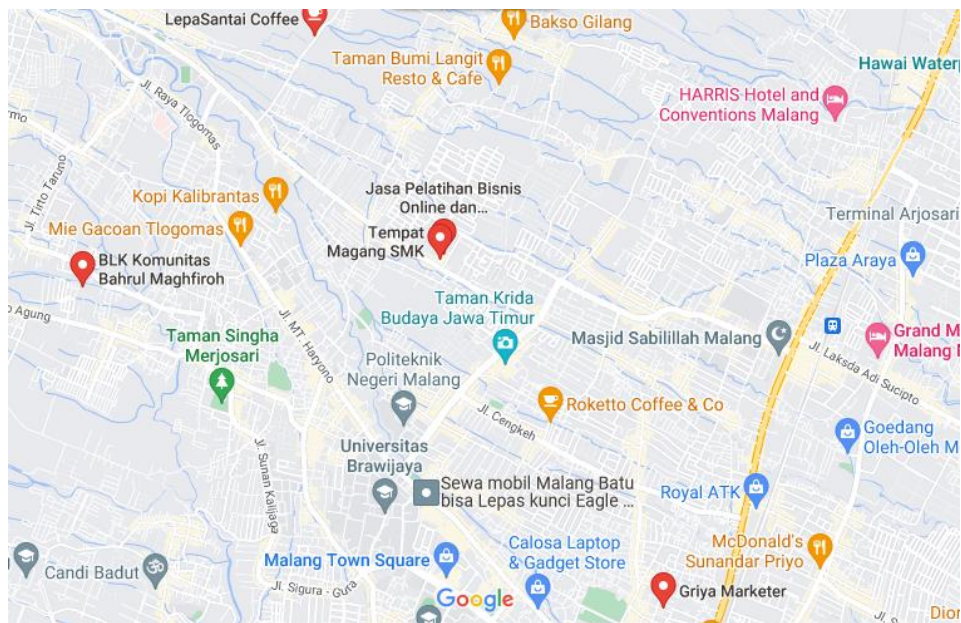 LepaSantai Coffee
Bakso Gilang
Taman Bumi Langit
Resto & Cafe
Hawai Waterp
HARRIS Hotel and
Conventions Malang
Jl. Raya Tlogomas
rmo
Jl. Tirto Taruno
Kopi Kalibrantas
Mie Gacoan Tlogomas
Jasa Pelatihan Bisnis
Online dan...
Tempat
Magang SMK
Terminal Arjosari
Plaza Araya
BLK Komunitas
Bahrul Maghfiroh
o Agung
Jl. MT. Haryono
Taman Krida
Budaya Jawa Timur
Taman Singha
Merjosari
Masjid Sabilillah Malang
Grand M
Malang N
Jl. Laksda Adi Sucipto
Politeknik
Negeri Malang
Jl. Cengkeh
Roketto Coffee & Co
Goedang
Oleh-Oleh M
Universitas
Brawijaya
Jl. Sunan Kalijaga
Sewa mobil Malang Batu
bisa Lepas kunci Eagle ...
Royal ATK
McDonald's
Sunandar Priyo
Malang Town Square
Calosa Laptop
& Gadget Store
Candi Badut
Jl. Sigura - Gura
Google
Griya Marketer
Dior